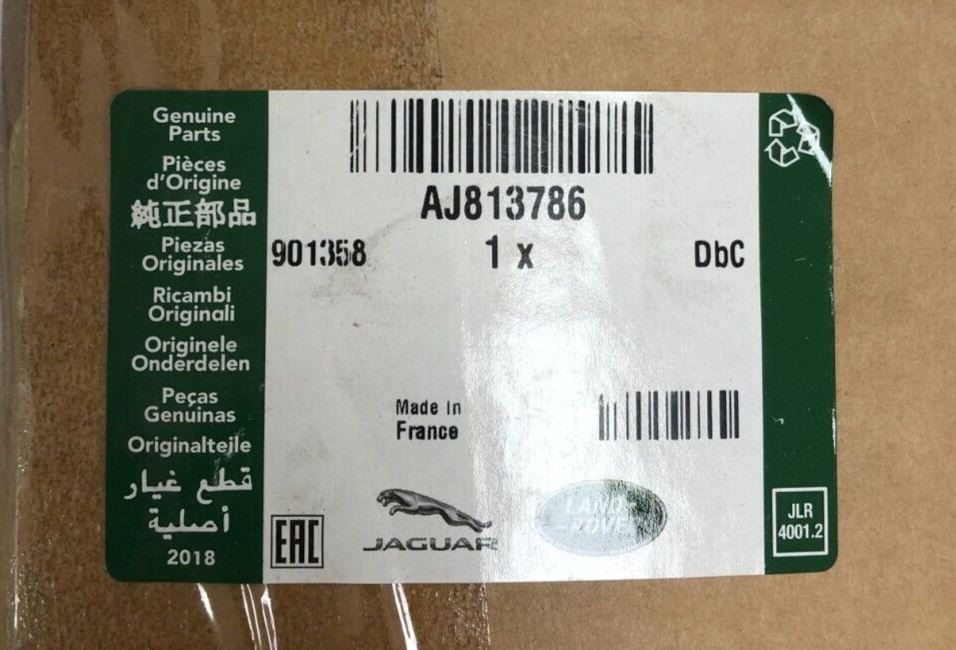 Genuine
Parts
Pièces
d'Origine
純正部品
Piezas
Originales
Ricambi
Originali
Originele
Onderdelen
Peças
Genuinas
Originalteile
قطع غيار
أصلية
2018
AJ813786
901358 1 x DbC
Made in
France
EAC
JAGUAR
LAND
ROVER
JLR
4001.2